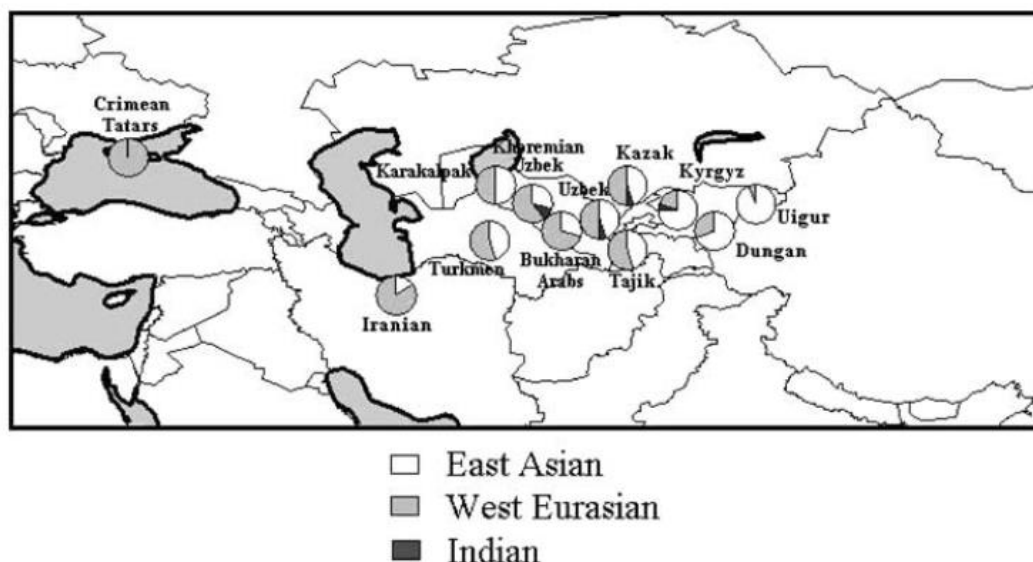 Crimean
Tatars
Karakalpak
Khoremian
Uzbek
Uzbek
Kazak
Kyrgyz
Uigur
Dungan
Turkmen
Bukharan
Arabs
Tajik
Iranian
East Asian
West Eurasian
Indian